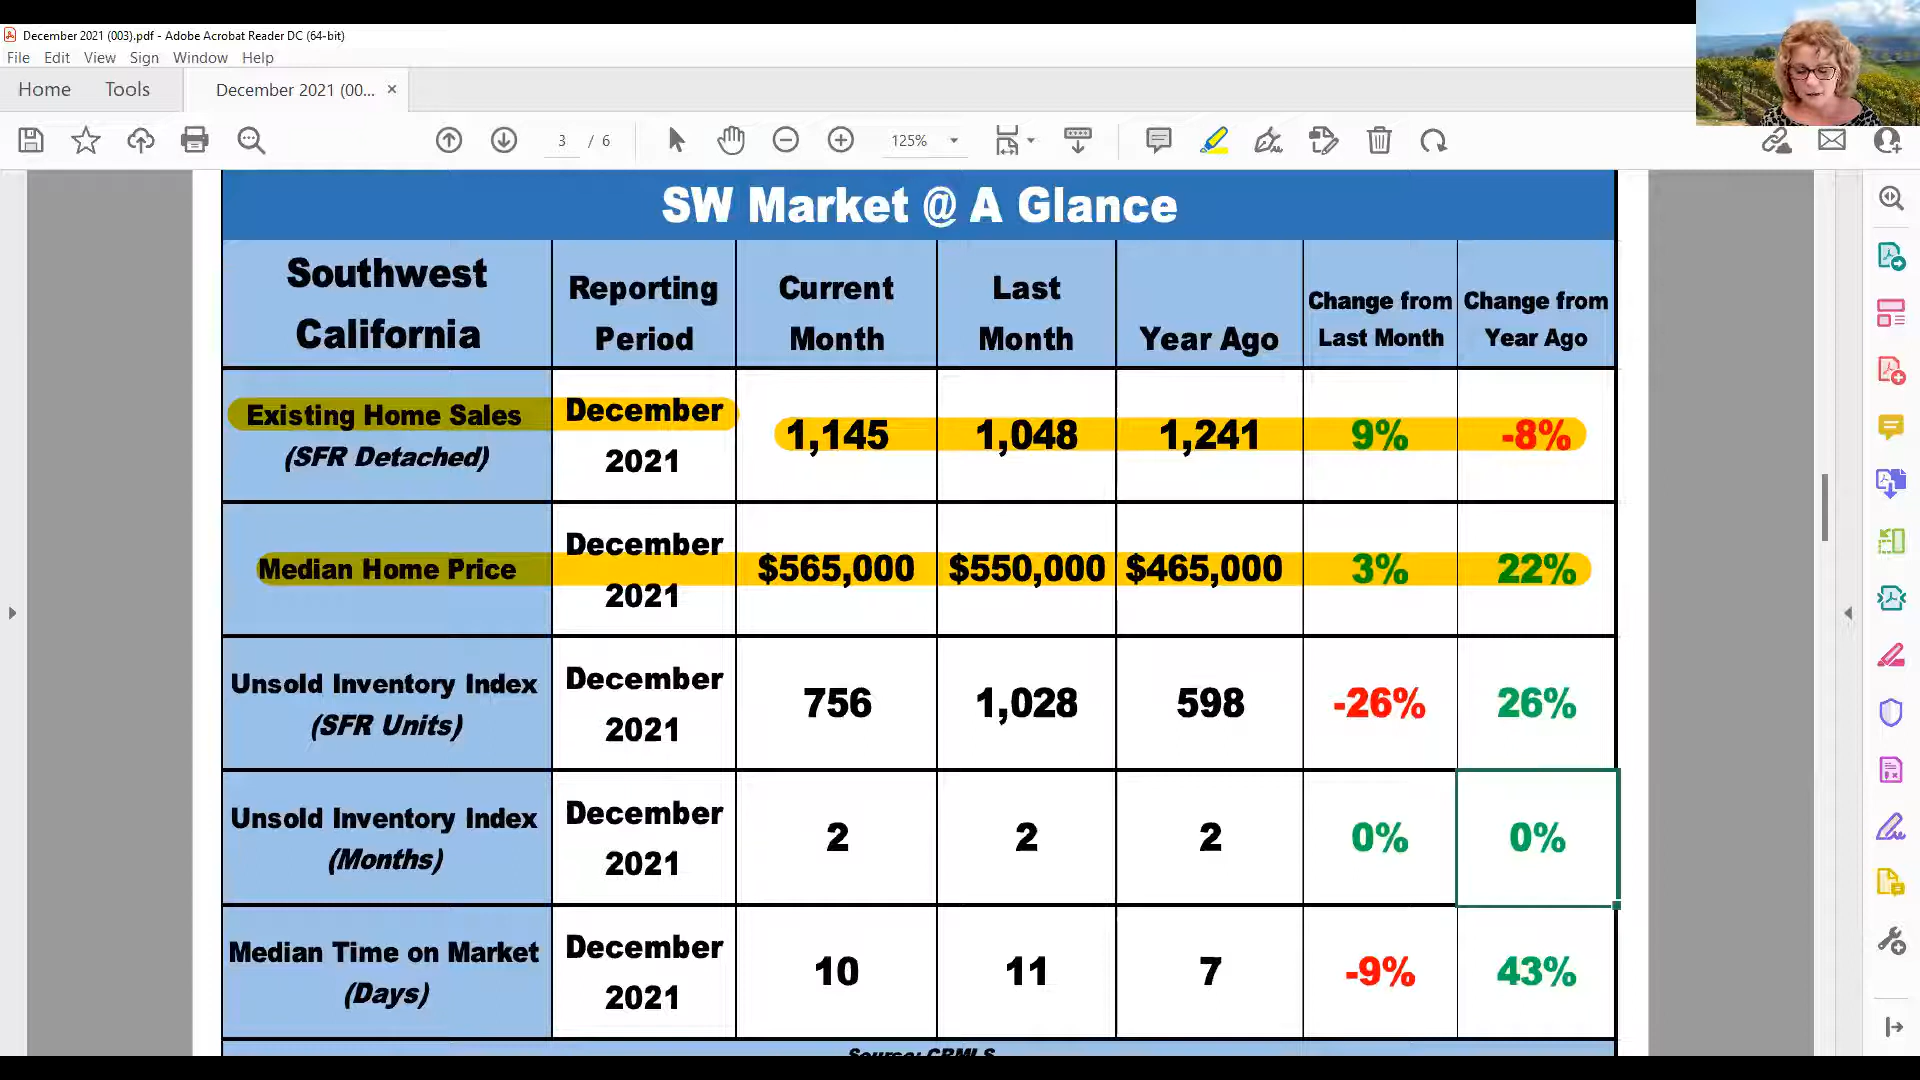 December 2021 (003).pdf - Adobe Acrobat Reader DC (64-bit)
File Edit View Sign Window Help
Home Tools December 2021 (00... ×
3 / 6 125%
SW Market @ A Glance
Southwest California
Reporting Period
Current Month
Last Month
Year Ago
Change from Last Month
Change from Year Ago
Existing Home Sales (SFR Detached)
December 2021
1,145 1,048 1,241 9% -8%
Median Home Price
December 2021
$565,000 $550,000 $465,000 3% 22%
Unsold Inventory Index (SFR Units)
December 2021
756 1,028 598 -26% 26%
Unsold Inventory Index (Months)
December 2021
2 2 2 0% 0%
Median Time on Market (Days)
December 2021
10 11 7 -9% 43%
Source: CRMLS